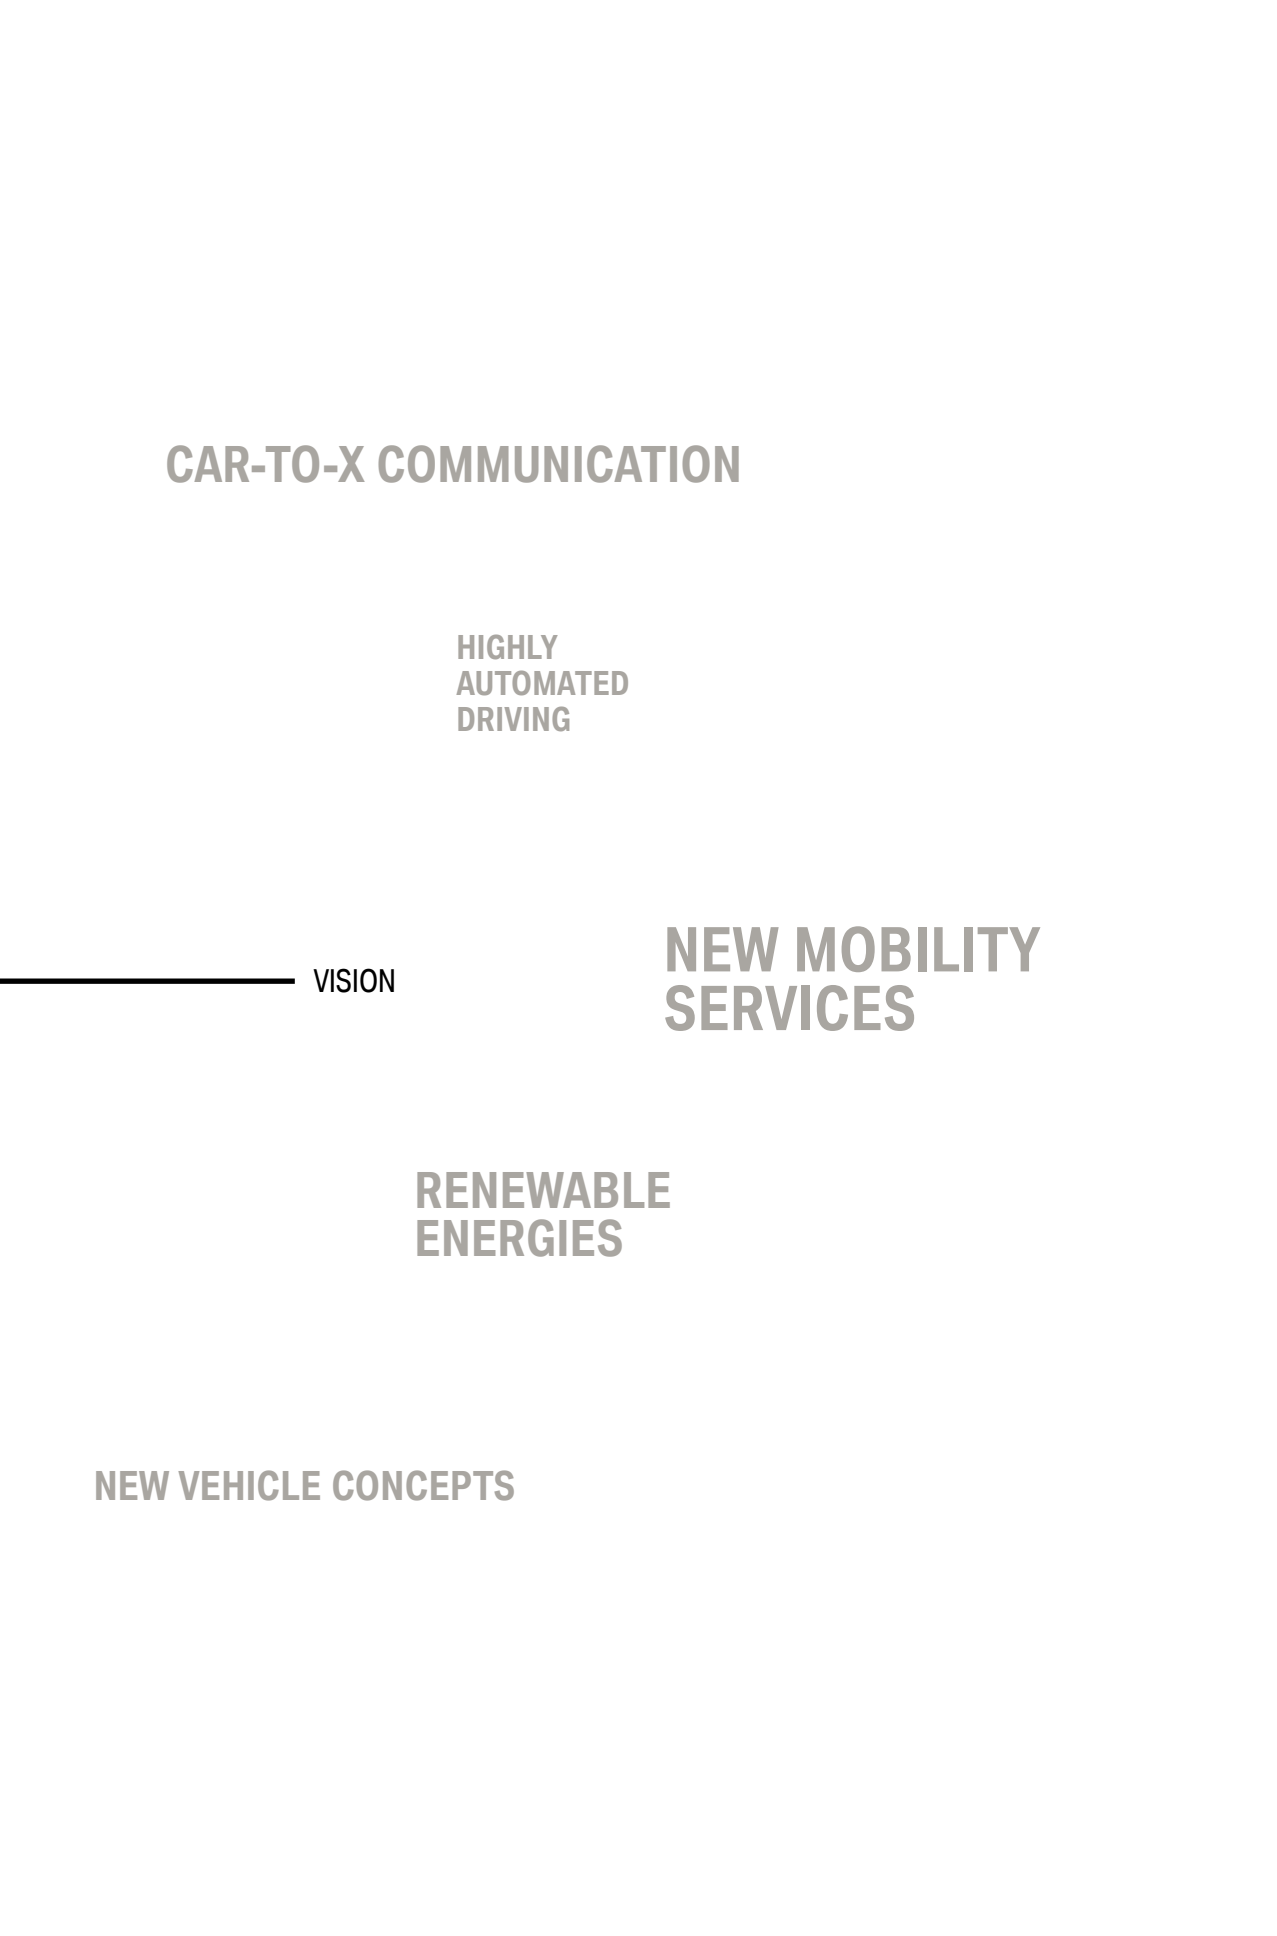 CAR-TO-X COMMUNICATION
HIGHLY
AUTOMATED
DRIVING
NEW MOBILITY
SERVICES
VISION
RENEWABLE
ENERGIES
NEW VEHICLE CONCEPTS